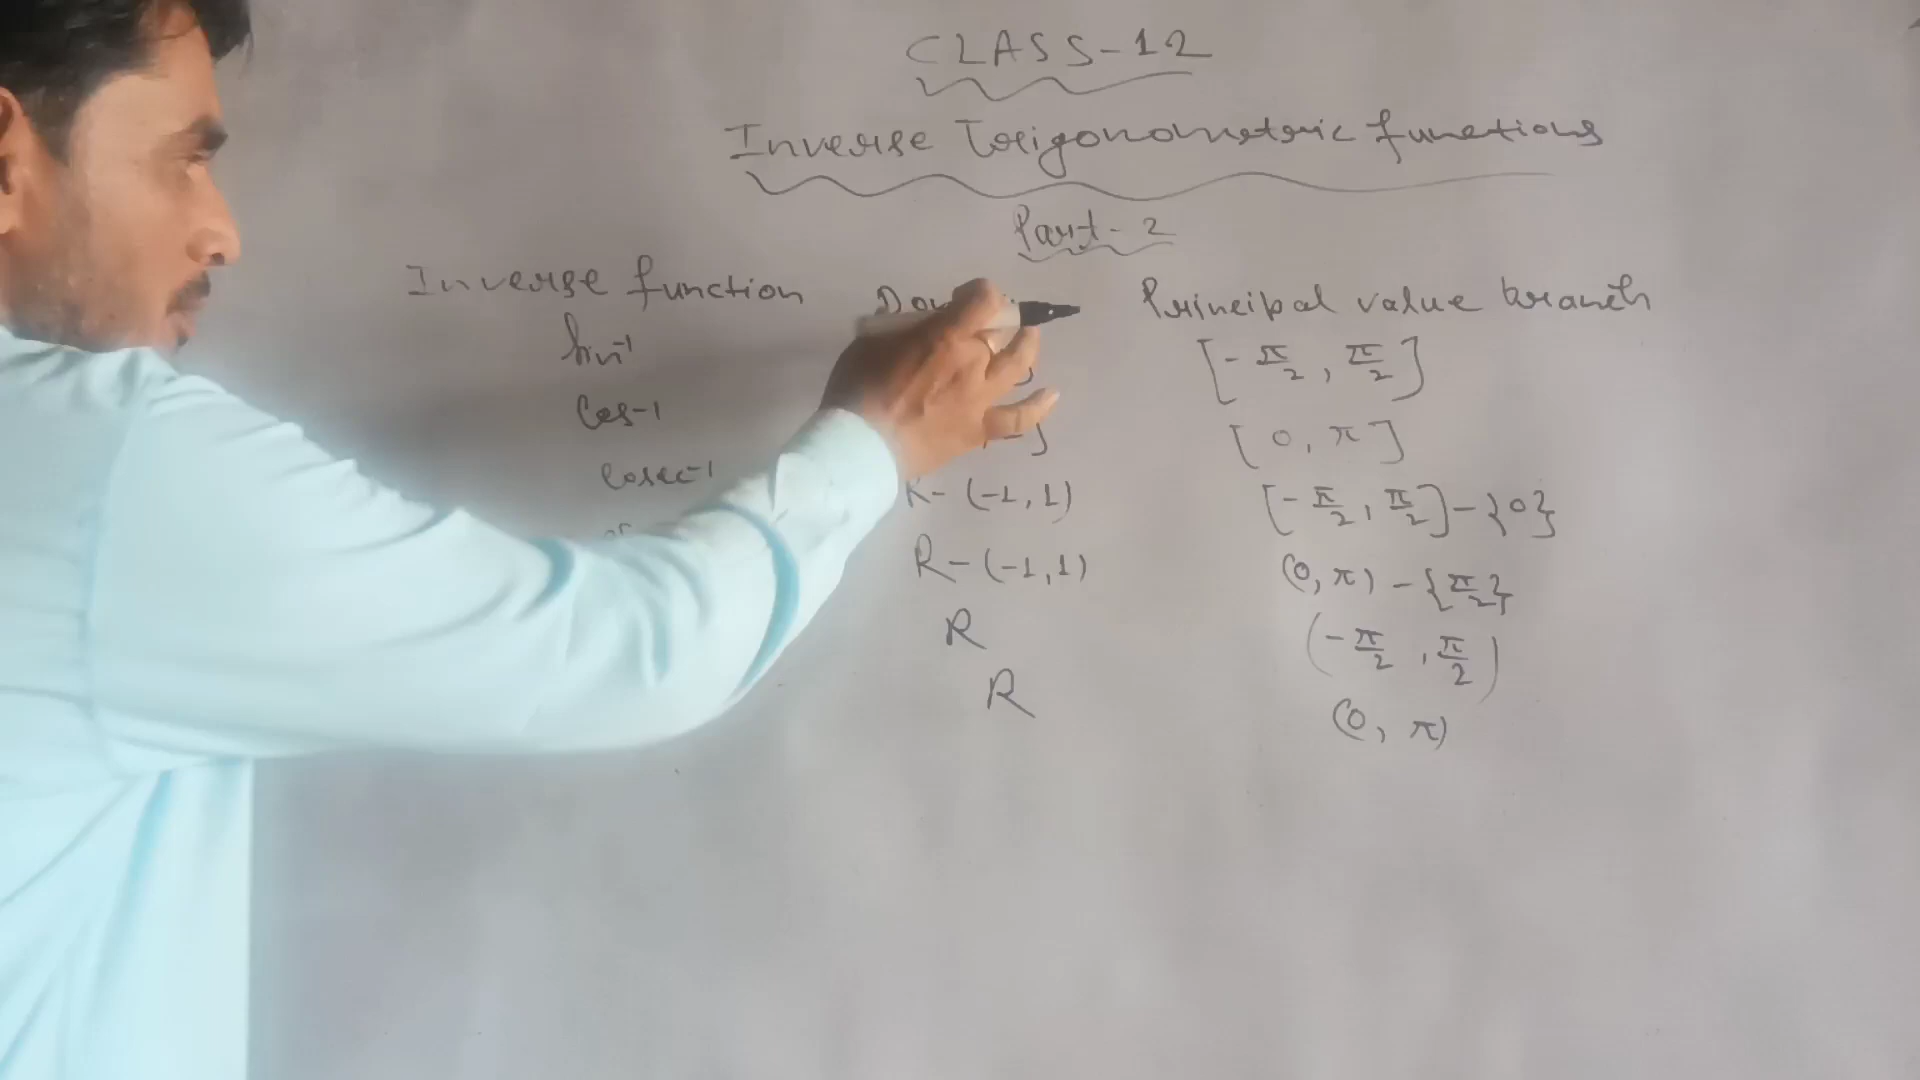 CLASS-12
Inverse Trigonometric functions
Part-2
Inverse function Principal value branch
Sin⁻¹ [-π/2, π/2]
Cos⁻¹ [0, π]
Cosec⁻¹ R-(-1,1) [-π/2, π/2]-{0}
R-(-1,1) (0, π)-{π/2}
R (-π/2, π/2)
R (0, π)